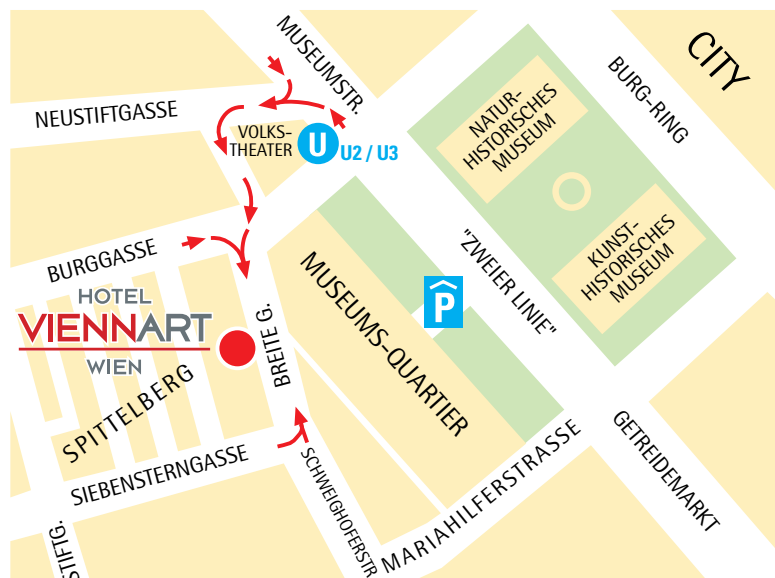 MUSEUMSTR.
CITY
BURG-RING
NEUSTIFTGASSE
NATUR-
HISTORISCHES
MUSEUM
VOLKS-
THEATER
U
U2 / U3
KUNST-
HISTORISCHES
MUSEUM
BURGGASSE
"ZWEIER LINIE"
HOTEL
VIENNART
WIEN
P
MUSEUMS-QUARTIER
BREITE G.
SPITTELBERG
SIEBENSTERNGASSE
SCHWEIGHOFERSTR
MARIAHILFERSTRASSE
GETREIDEMARKT
STIFTG.